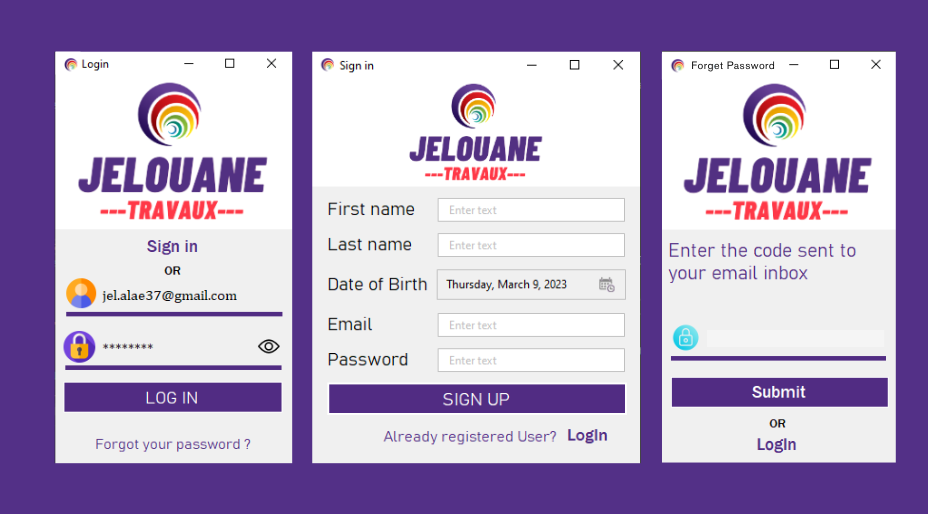 Login
JELOUANE
---TRAVAUX---
Sign in
OR
jel.alae37@gmail.com
********
LOG IN
Forgot your password ?
Sign in
JELOUANE
---TRAVAUX---
First name
Enter text
Last name
Enter text
Date of Birth
Thursday, March 9, 2023
Email
Enter text
Password
Enter text
SIGN UP
Already registered User? LogIn
Forget Password
JELOUANE
---TRAVAUX---
Enter the code sent to
your email inbox
Submit
OR
LogIn